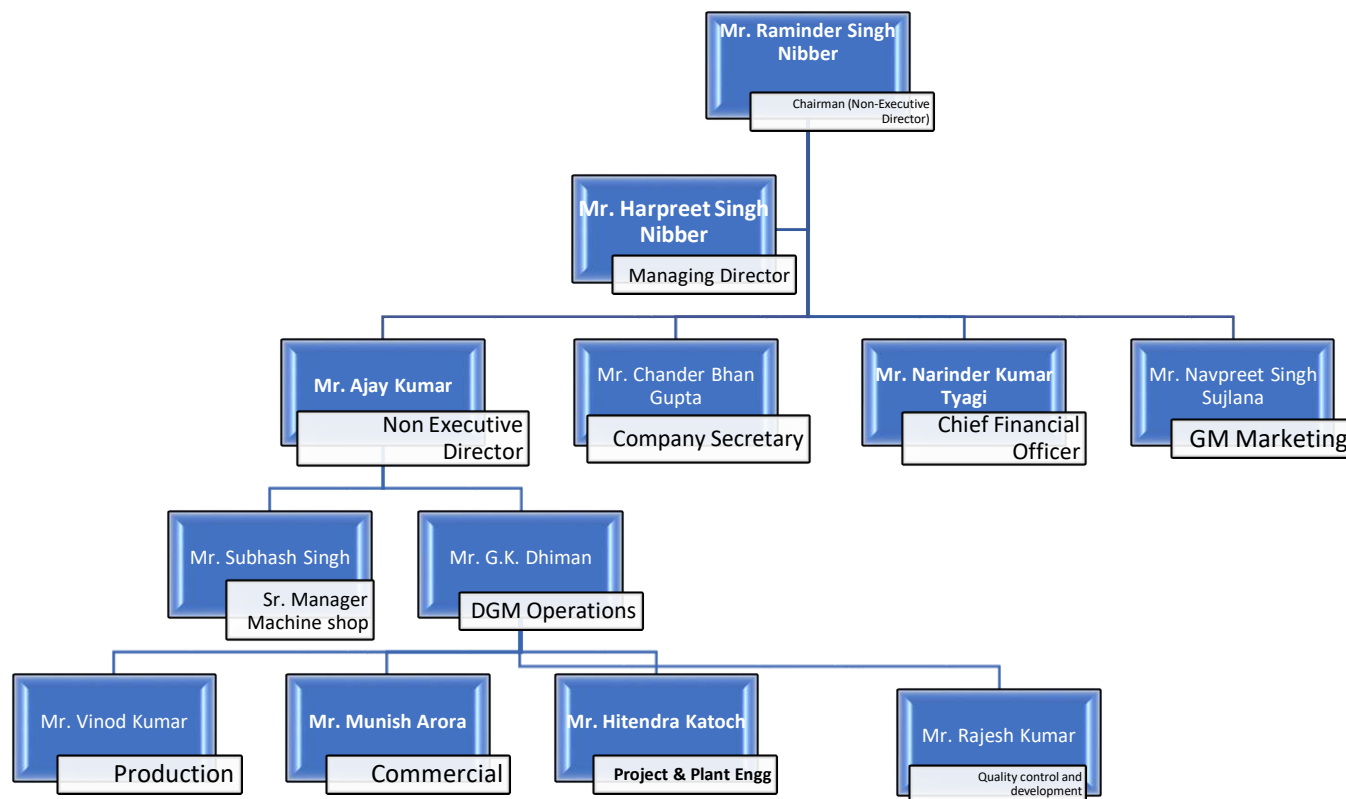 Mr. Raminder Singh
Nibber
Chairman (Non-Executive
Director)
Mr. Harpreet Singh
Nibber
Managing Director
Mr. Ajay Kumar
Non Executive
Director
Mr. Chander Bhan
Gupta
Company Secretary
Mr. Narinder Kumar
Tyagi
Chief Financial
Officer
Mr. Navpreet Singh
Sujlana
GM Marketing
Mr. Subhash Singh
Sr. Manager
Machine shop
Mr. G.K. Dhiman
DGM Operations
Mr. Vinod Kumar
Production
Mr. Munish Arora
Commercial
Mr. Hitendra Katoch
Project & Plant Engg
Mr. Rajesh Kumar
Quality control and
development